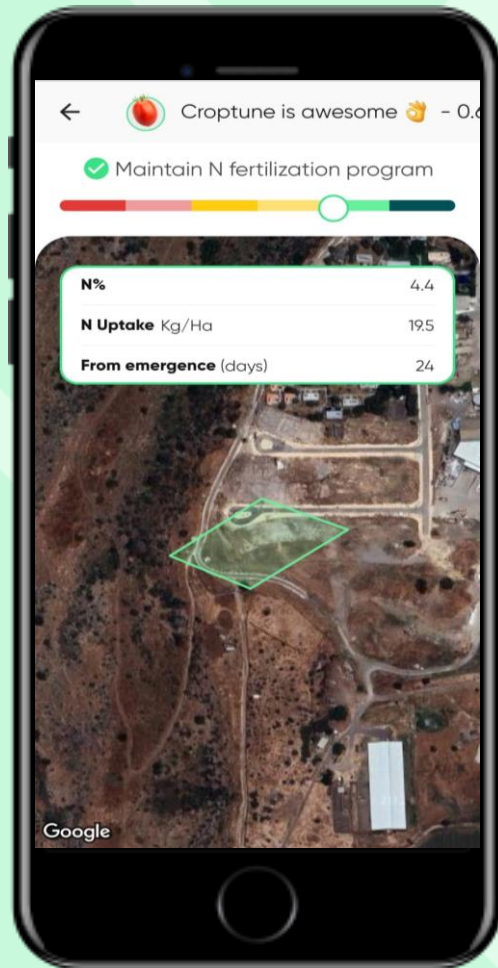 Croptune is awesome 👌 - 0.6
Maintain N fertilization program
N% 4.4
N Uptake Kg/Ha 19.5
From emergence (days) 24
Google